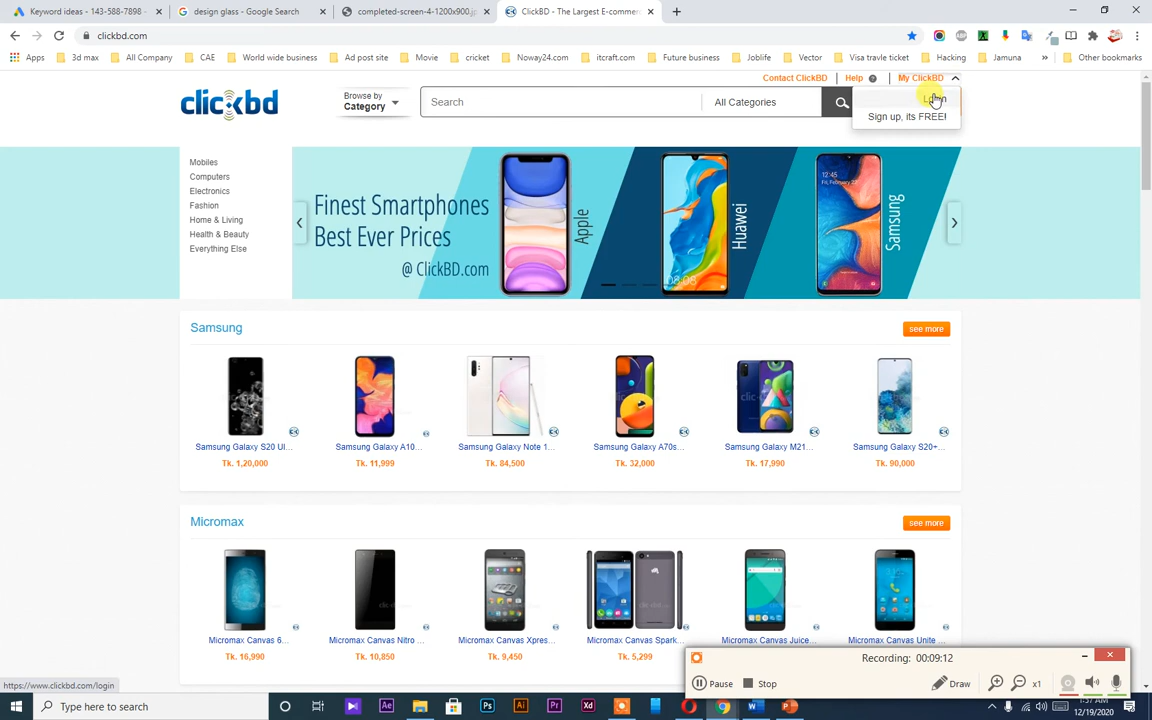 Keyword ideas - 143-588-7898 -
design glass - Google Search
completed-screen-4-1200x900.jp
ClickBD - The Largest E-commer
clickbd.com
Apps
3d max
All Company
CAE
World wide business
Ad post site
Movie
cricket
Noway24.com
itcraft.com
Future business
Joblife
Vector
Visa travle ticket
Hacking
Jamuna
»
Other bookmarks
Contact ClickBD
Help
My ClickBD
clickbd
Browse by
Category
Search
All Categories
Sign up, its FREE!
Mobiles
Computers
Electronics
Fashion
Home & Living
Health & Beauty
Everything Else
Finest Smartphones
Best Ever Prices
@ ClickBD.com
Apple
Huawei
08:08
12:45
Samsung
Samsung
see more
Samsung Galaxy S20 Ul...
Samsung Galaxy A10...
Samsung Galaxy Note 1...
Samsung Galaxy A70s...
Samsung Galaxy M21...
Samsung Galaxy S20+...
Tk. 1,20,000
Tk. 11,999
Tk. 84,500
Tk. 32,000
Tk. 17,990
Tk. 90,000
Micromax
see more
Micromax Canvas 6...
Micromax Canvas Nitro ...
Micromax Canvas Xpres...
Micromax Canvas Spark...
Micromax Canvas Juice...
Micromax Canvas Unite ...
Tk. 16,990
Tk. 10,850
Tk. 9,450
Tk. 5,299
Recording: 00:09:12
Pause
Stop
Draw
x1
https://www.clickbd.com/login
Type here to search
12/19/2020